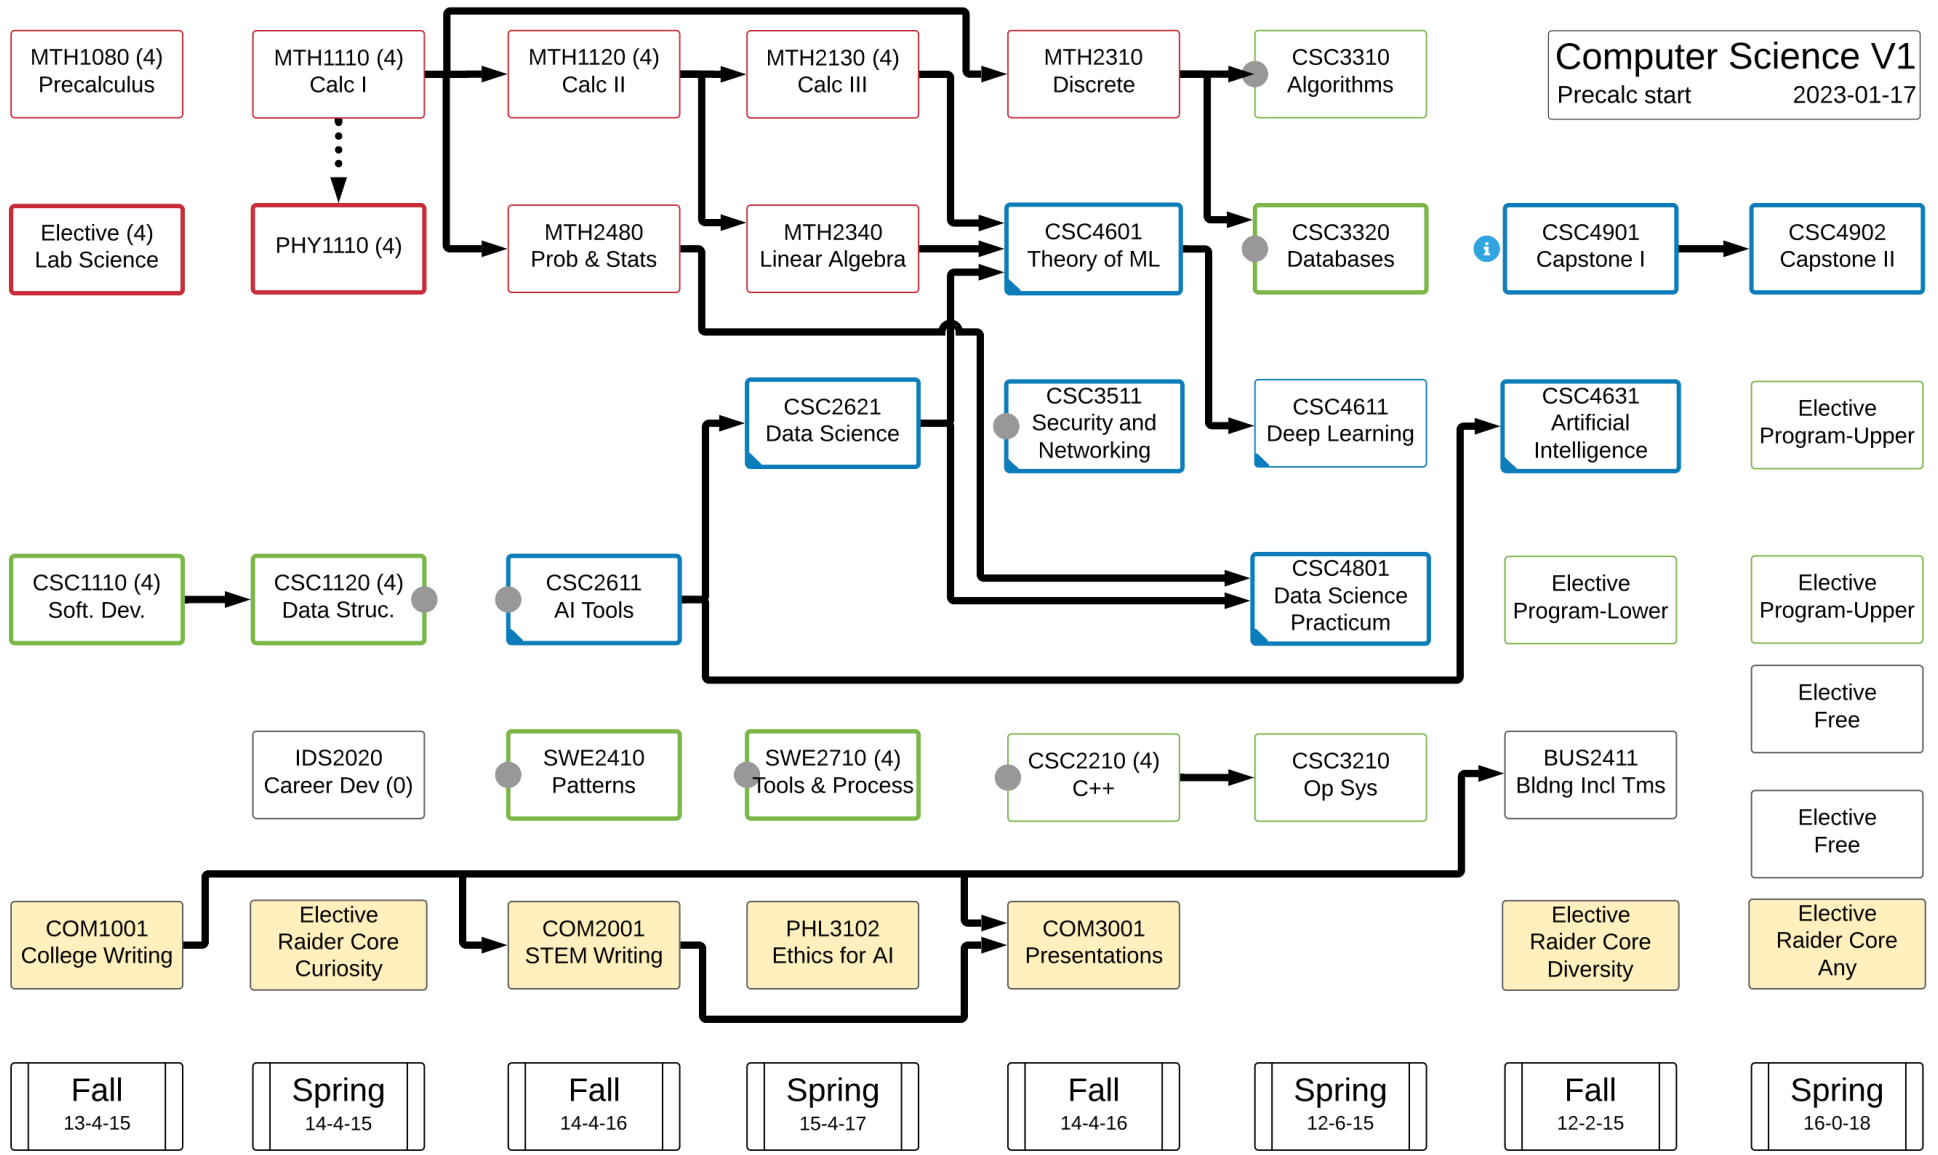 MTH1080 (4)
Precalculus
MTH1110 (4)
Calc I
MTH1120 (4)
Calc II
MTH2130 (4)
Calc III
MTH2310
Discrete
CSC3310
Algorithms
Computer Science V1
Precalc start 2023-01-17
Elective (4)
Lab Science
PHY1110 (4)
MTH2480
Prob & Stats
MTH2340
Linear Algebra
CSC4601
Theory of ML
CSC3320
Databases
i
CSC4901
Capstone I
CSC4902
Capstone II
CSC2621
Data Science
CSC3511
Security and
Networking
CSC4611
Deep Learning
CSC4631
Artificial
Intelligence
Elective
Program-Upper
CSC1110 (4)
Soft. Dev.
CSC1120 (4)
Data Struc.
CSC2611
AI Tools
CSC4801
Data Science
Practicum
Elective
Program-Lower
Elective
Program-Upper
Elective
Free
IDS2020
Career Dev (0)
SWE2410
Patterns
SWE2710 (4)
Tools & Process
CSC2210 (4)
C++
CSC3210
Op Sys
BUS2411
Bldng Incl Tms
Elective
Free
COM1001
College Writing
Elective
Raider Core
Curiosity
COM2001
STEM Writing
PHL3102
Ethics for AI
COM3001
Presentations
Elective
Raider Core
Diversity
Elective
Raider Core
Any
Fall
13-4-15
Spring
14-4-15
Fall
14-4-16
Spring
15-4-17
Fall
14-4-16
Spring
12-6-15
Fall
12-2-15
Spring
16-0-18